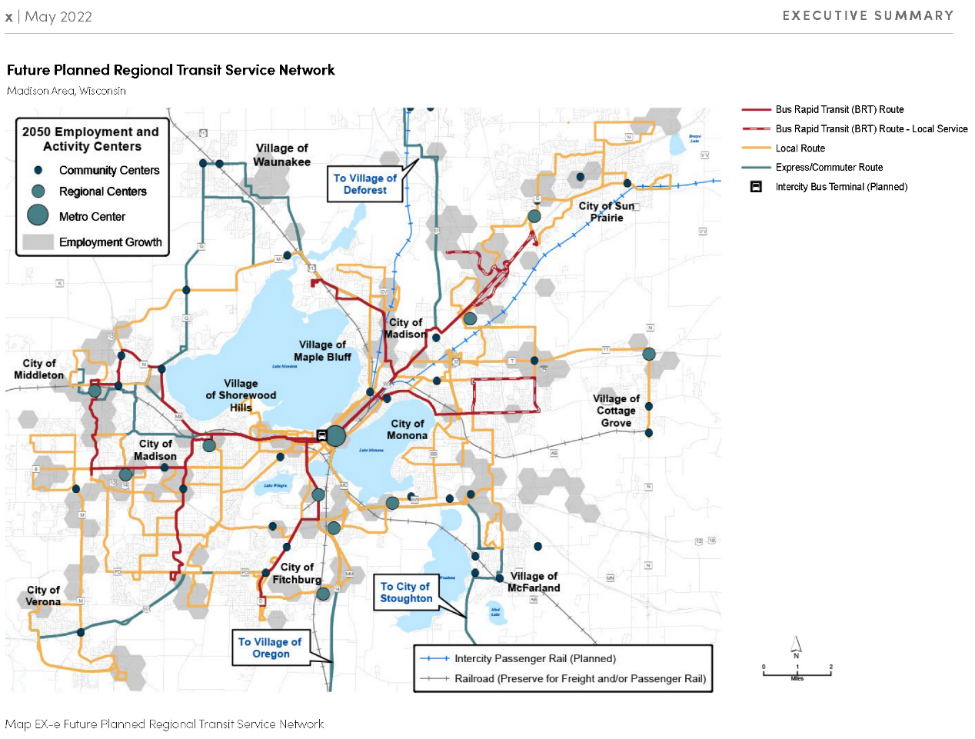 x | May 2022
EXECUTIVE SUMMARY
Future Planned Regional Transit Service Network
Madison Area, Wisconsin
2050 Employment and
Activity Centers
Community Centers
Regional Centers
Metro Center
Employment Growth
Bus Rapid Transit (BRT) Route
Bus Rapid Transit (BRT) Route - Local Service
Local Route
Express/Commuter Route
Intercity Bus Terminal (Planned)
Village of
Waunakee
To Village of
Deforest
City of Sun
Prairie
City of
Madison
Village of
Maple Bluff
Lake Mendota
City of
Middleton
Village
of Shorewood
Hills
Village of
Cottage
Grove
City of
Monona
City of
Madison
Lake Monona
Lake Wingra
City of
Fitchburg
City of
Verona
To City of
Stoughton
Village of
McFarland
To Village of
Oregon
Intercity Passenger Rail (Planned)
Railroad (Preserve for Freight and/or Passenger Rail)
N
0 1 2
Miles
Map EX-e Future Planned Regional Transit Service Network